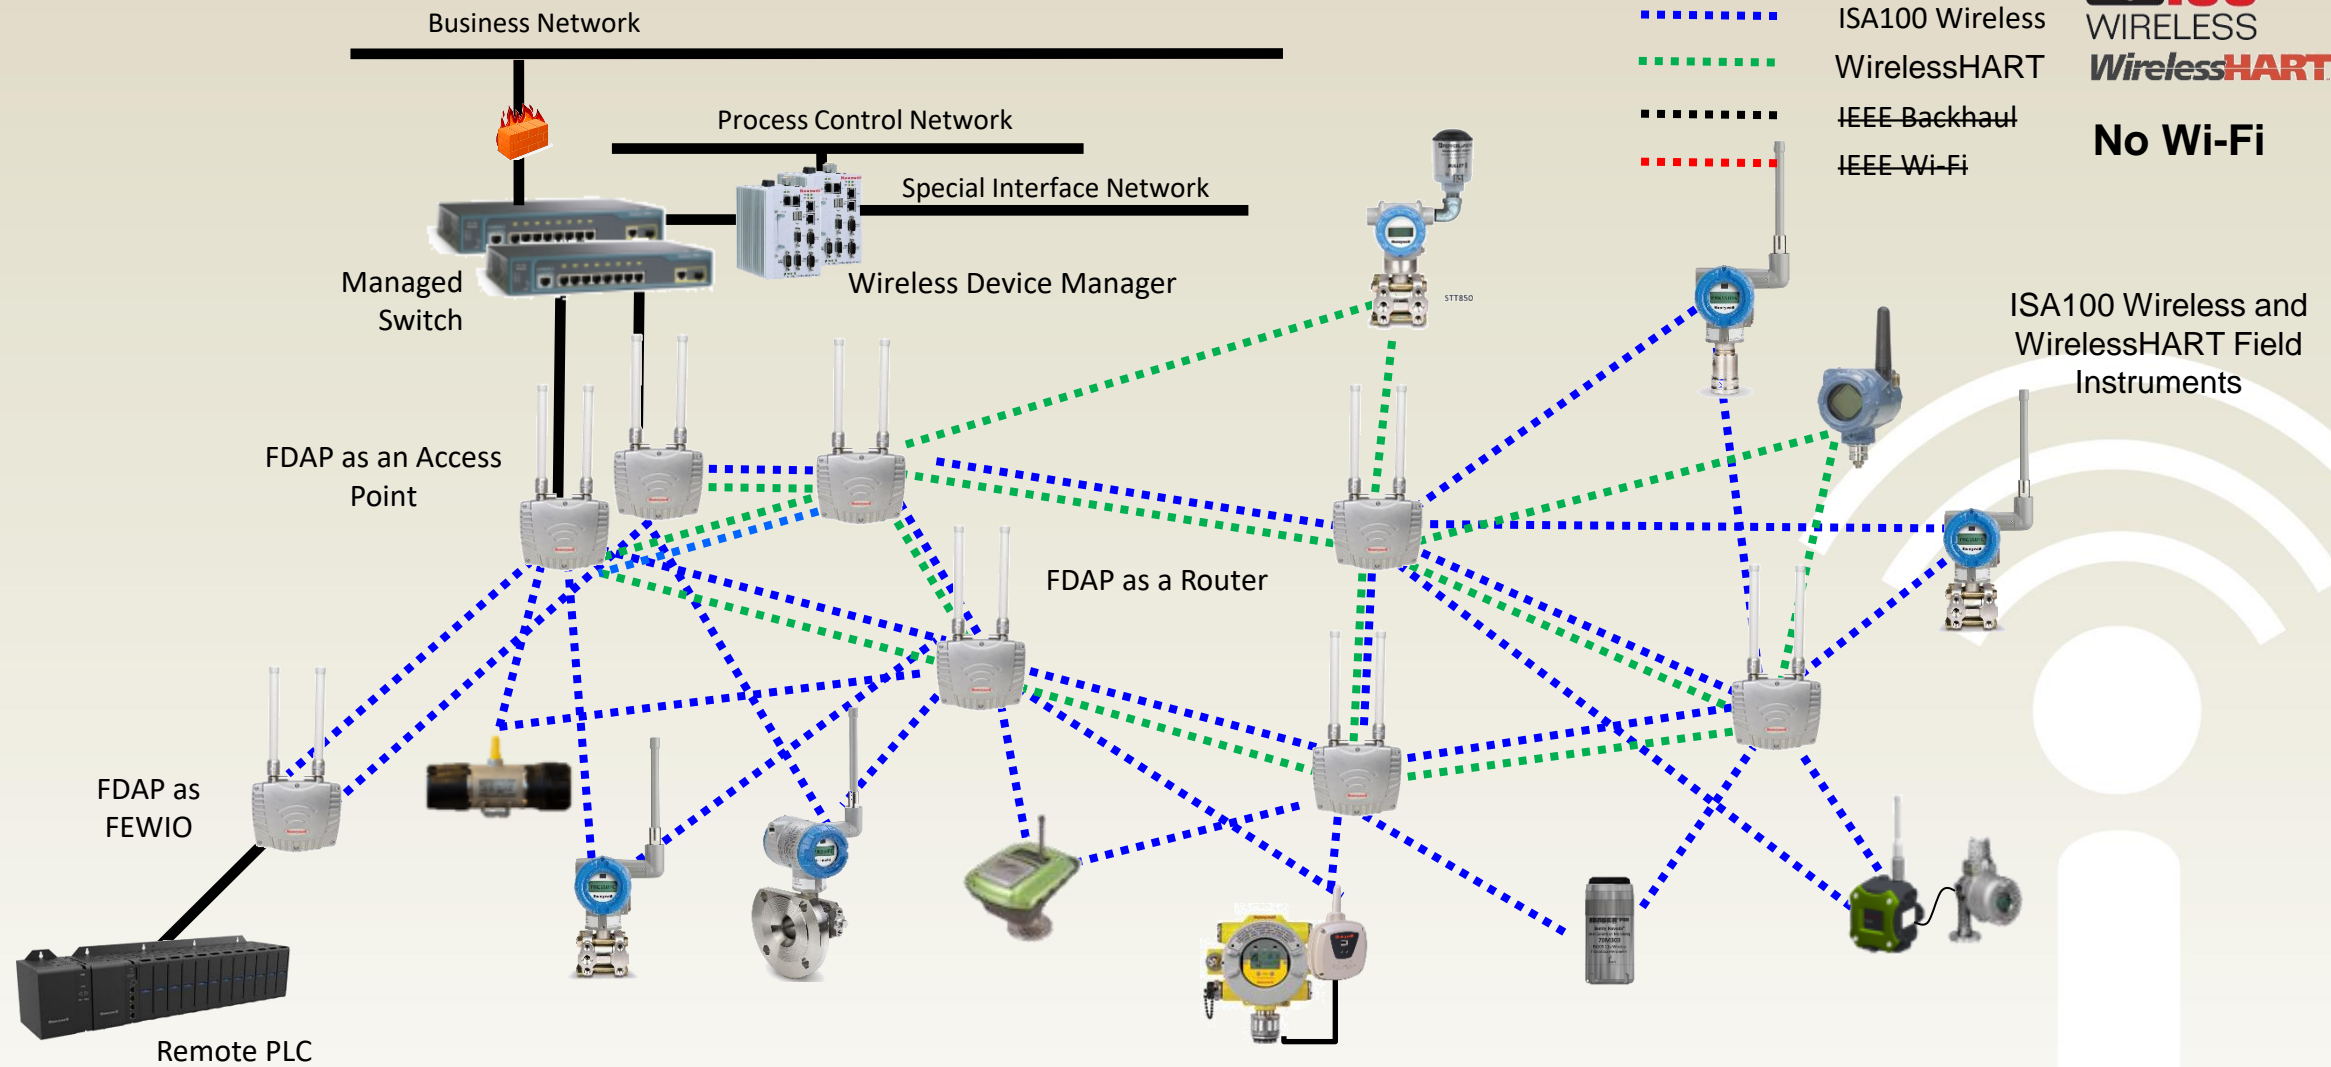 Business Network
Process Control Network
Special Interface Network
ISA100 Wireless
WirelessHART
IEEE Backhaul
IEEE Wi-Fi
100
WIRELESS
WirelessHART
No Wi-Fi
Managed
Switch
Wireless Device Manager
STT850
ISA100 Wireless and
WirelessHART Field
Instruments
FDAP as an Access
Point
FDAP as a Router
FDAP as
FEWIO
Remote PLC